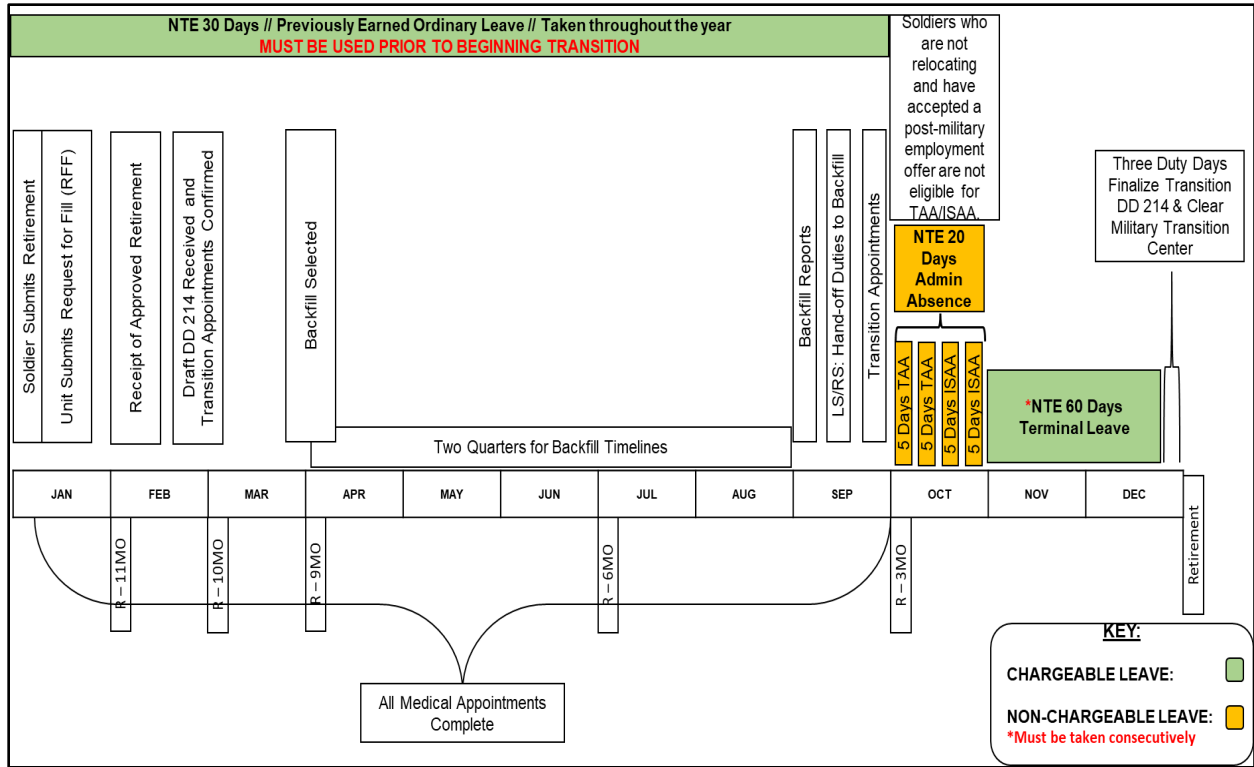 NTE 30 Days // Previously Earned Ordinary Leave // Taken throughout the year
MUST BE USED PRIOR TO BEGINNING TRANSITION
Soldiers who
are not
relocating
and have
accepted a
post-military
employment
offer are not
eligible for
TAA/ISAA.
Soldier Submits Retirement
Unit Submits Request for Fill (RFF)
Receipt of Approved Retirement
Draft DD 214 Received and
Transition Appointments Confirmed
Backfill Selected
Backfill Reports
LS/RS: Hand-off Duties to Backfill
Transition Appointments
NTE 20
Days
Admin
Absence
5 Days TAA
5 Days TAA
5 Days ISAA
5 Days ISAA
*NTE 60 Days
Terminal Leave
Three Duty Days
Finalize Transition
DD 214 & Clear
Military Transition
Center
Two Quarters for Backfill Timelines
JAN
FEB
MAR
APR
MAY
JUN
JUL
AUG
SEP
OCT
NOV
DEC
R – 11MO
R – 10MO
R – 9MO
R – 6MO
R – 3MO
Retirement
All Medical Appointments
Complete
KEY:
CHARGEABLE LEAVE:
NON-CHARGEABLE LEAVE:
*Must be taken consecutively